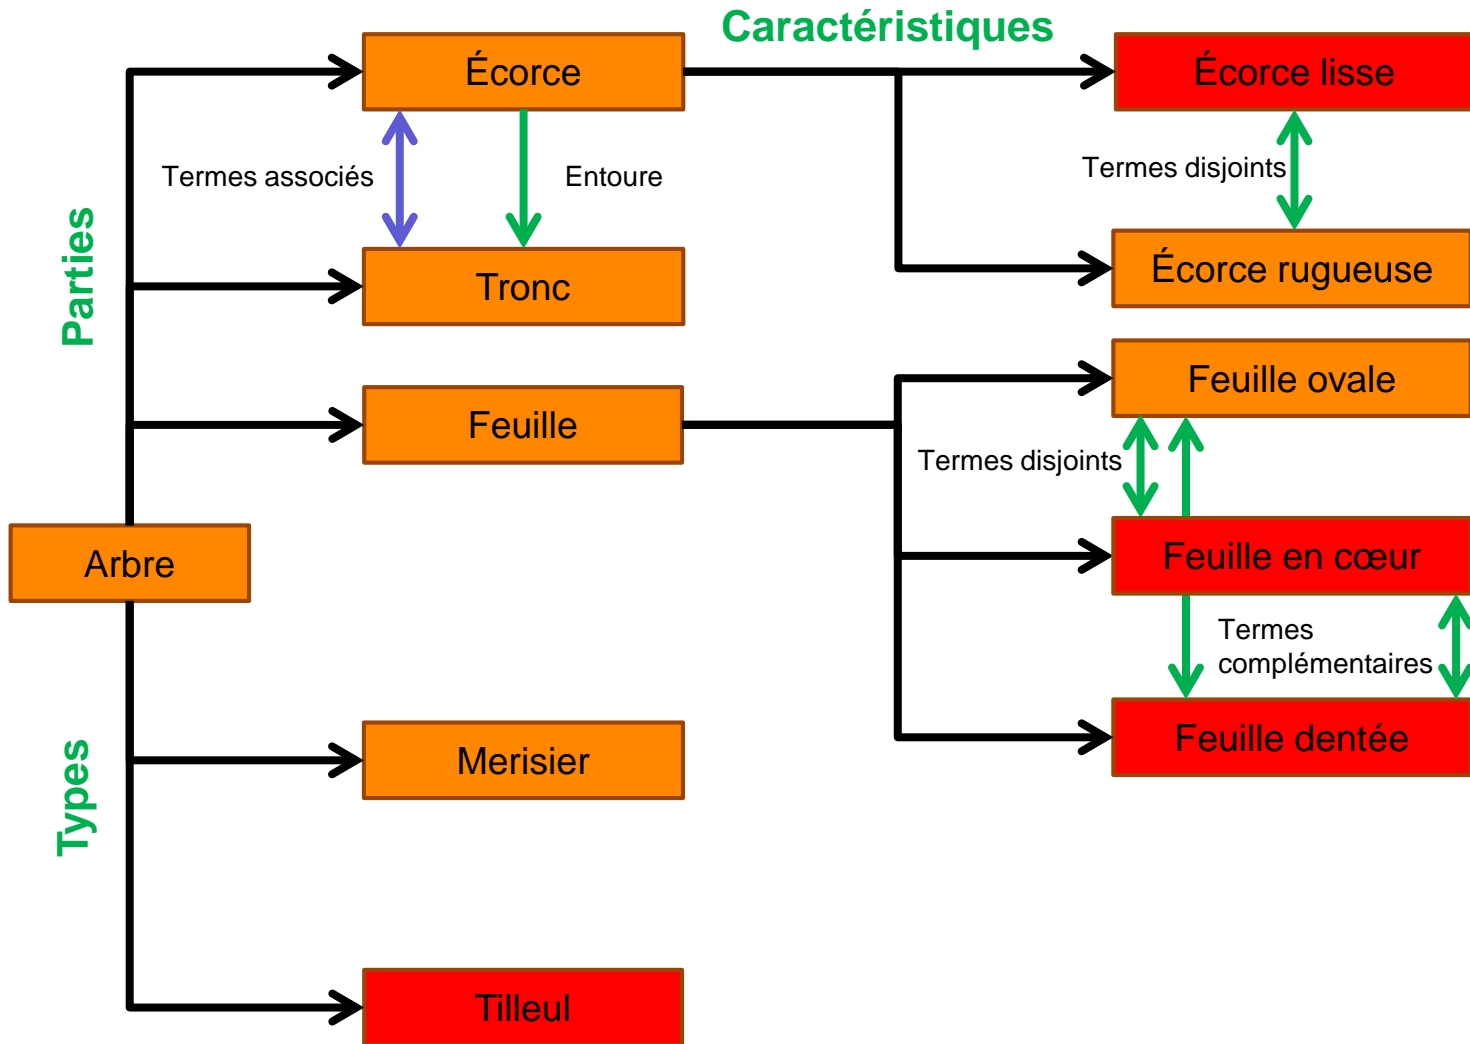 Caractéristiques
Écorce
Écorce lisse
Termes associés
Entoure
Termes disjoints
Parties
Tronc
Écorce rugueuse
Feuille ovale
Feuille
Termes disjoints
Arbre
Feuille en cœur
Termes
complémentaires
Feuille dentée
Types
Merisier
Tilleul